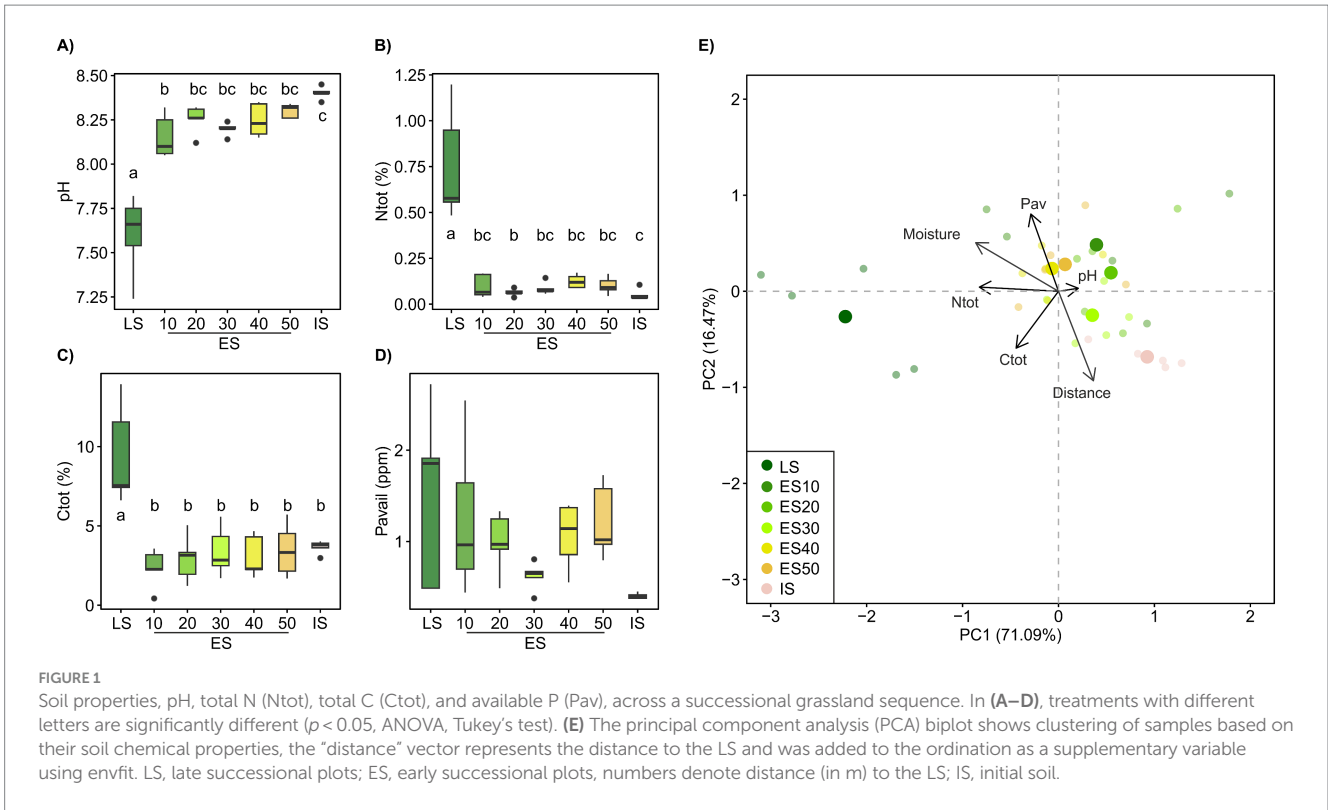 A)
8.50
8.25
8.00
7.75
7.50
7.25
pH
a
b
bc
bc
bc
bc
c
LS
10
20
30
40
50
IS
ES
B)
1.25
1.00
0.75
0.50
0.25
0.00
Ntot (%)
a
bc
b
bc
bc
bc
c
LS
10
20
30
40
50
IS
ES
C)
10
5
0
Ctot (%)
a
b
b
b
b
b
b
LS
10
20
30
40
50
IS
ES
D)
2
1
Pavail (ppm)
LS
10
20
30
40
50
IS
ES
E)
2
1
0
−1
−2
−3
PC2 (16.47%)
Pav
Moisture
pH
Ntot
Ctot
Distance
LS
ES10
ES20
ES30
ES40
ES50
IS
−3
−2
−1
0
1
2
PC1 (71.09%)
FIGURE 1
Soil properties, pH, total N (Ntot), total C (Ctot), and available P (Pav), across a successional grassland sequence. In (A–D), treatments with different
letters are significantly different (p < 0.05, ANOVA, Tukey's test). (E) The principal component analysis (PCA) biplot shows clustering of samples based on
their soil chemical properties, the "distance" vector represents the distance to the LS and was added to the ordination as a supplementary variable
using envfit. LS, late successional plots; ES, early successional plots, numbers denote distance (in m) to the LS; IS, initial soil.